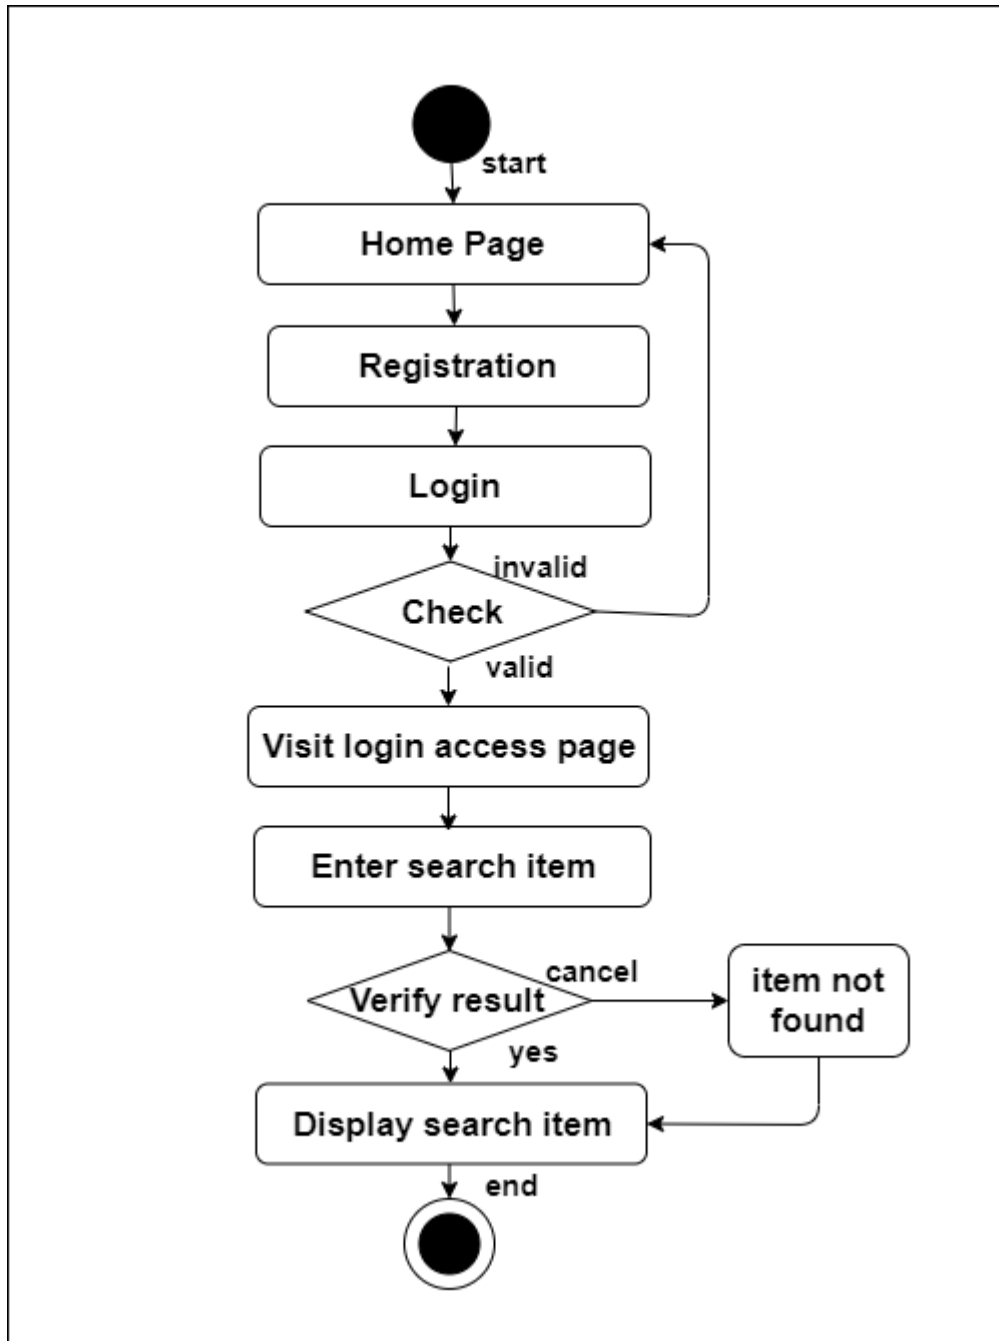 start
Home Page
Registration
Login
invalid
Check
valid
Visit login access page
Enter search item
cancel
Verify result
item not
found
yes
Display search item
end